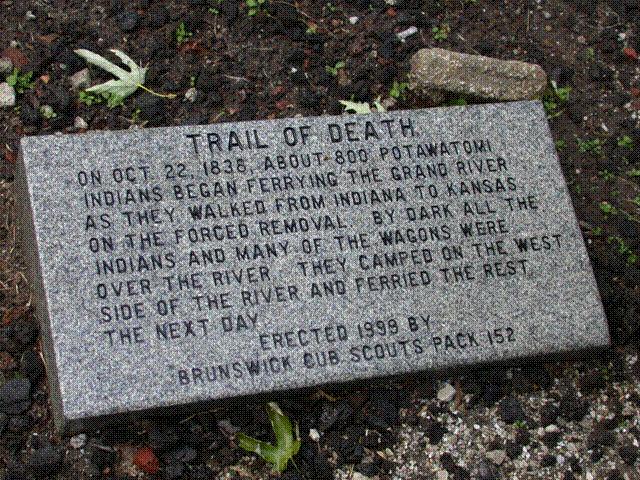 TRAIL OF DEATH
ON OCT 22, 1838, ABOUT 800 POTAWATOMI
INDIANS BEGAN FERRYING THE GRAND RIVER
AS THEY WALKED FROM INDIANA TO KANSAS
ON THE FORCED REMOVAL. BY DARK ALL THE
INDIANS AND MANY OF THE WAGONS WERE
OVER THE RIVER. THEY CAMPED ON THE WEST
SIDE OF THE RIVER AND FERRIED THE REST
THE NEXT DAY.
ERECTED 1999 BY
BRUNSWICK CUB SCOUTS PACK 152